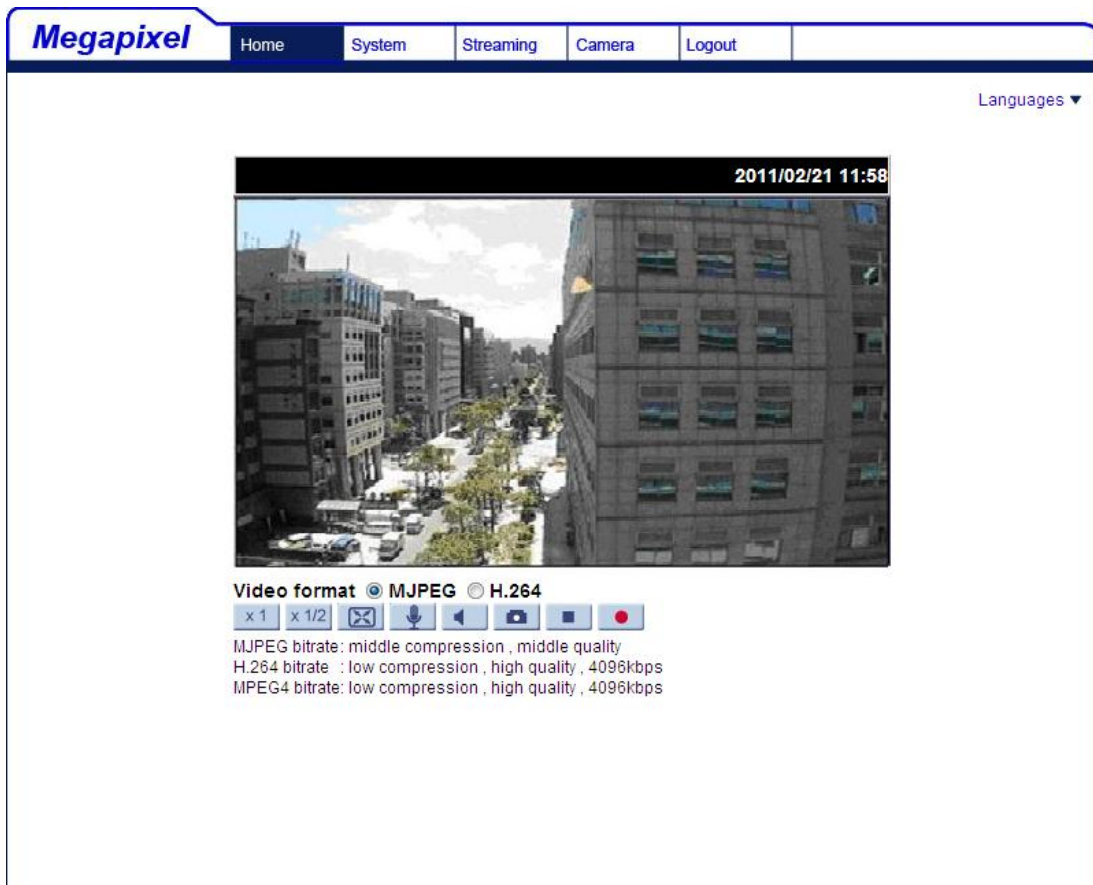 Megapixel
Home System Streaming Camera Logout
Languages ▼
2011/02/21 11:58
Video format MJPEG H.264
x 1 x 1/2
MJPEG bitrate: middle compression , middle quality
H.264 bitrate : low compression , high quality , 4096kbps
MPEG4 bitrate: low compression , high quality , 4096kbps